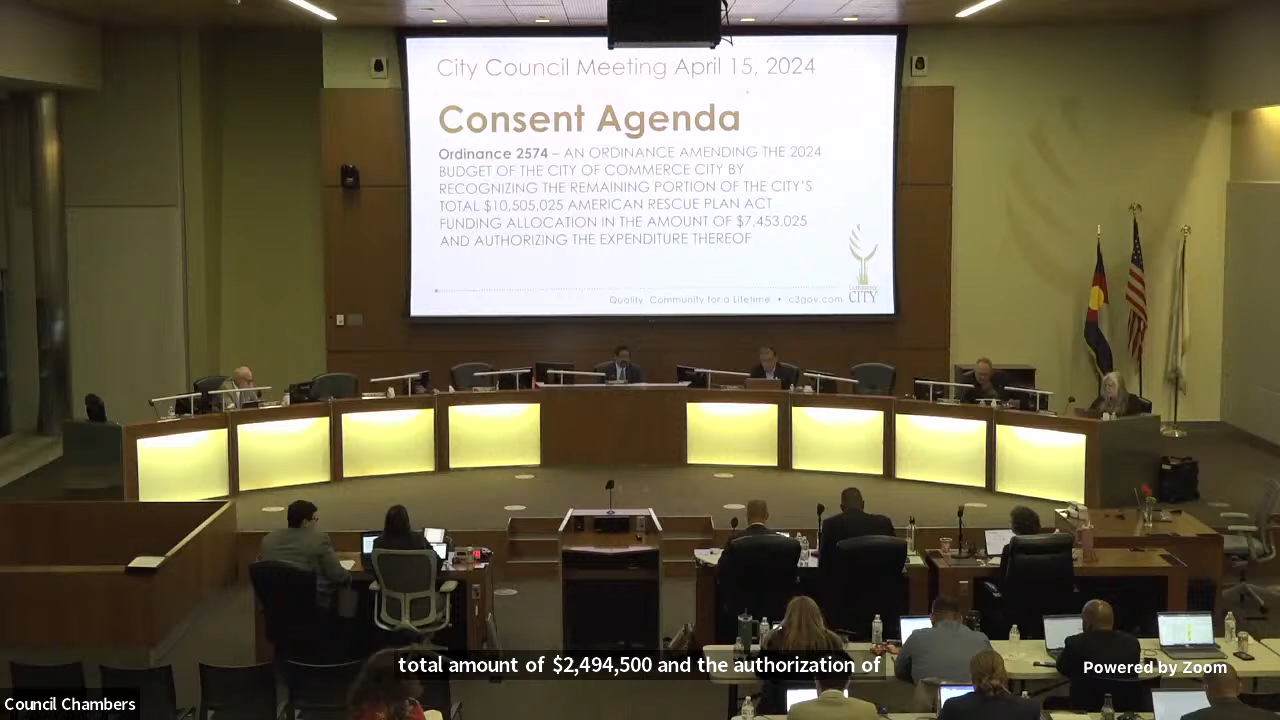 City Council Meeting April 15, 2024
Consent Agenda
Ordinance 2574 – AN ORDINANCE AMENDING THE 2024
BUDGET OF THE CITY OF COMMERCE CITY BY
RECOGNIZING THE REMAINING PORTION OF THE CITY'S
TOTAL $10,505,025 AMERICAN RESCUE PLAN ACT
FUNDING ALLOCATION IN THE AMOUNT OF $7,453,025
AND AUTHORIZING THE EXPENDITURE THEREOF
Commerce
CITY
Quality Community for a Lifetime • c3gov.com
total amount of $2,494,500 and the authorization of
Powered by Zoom
Council Chambers